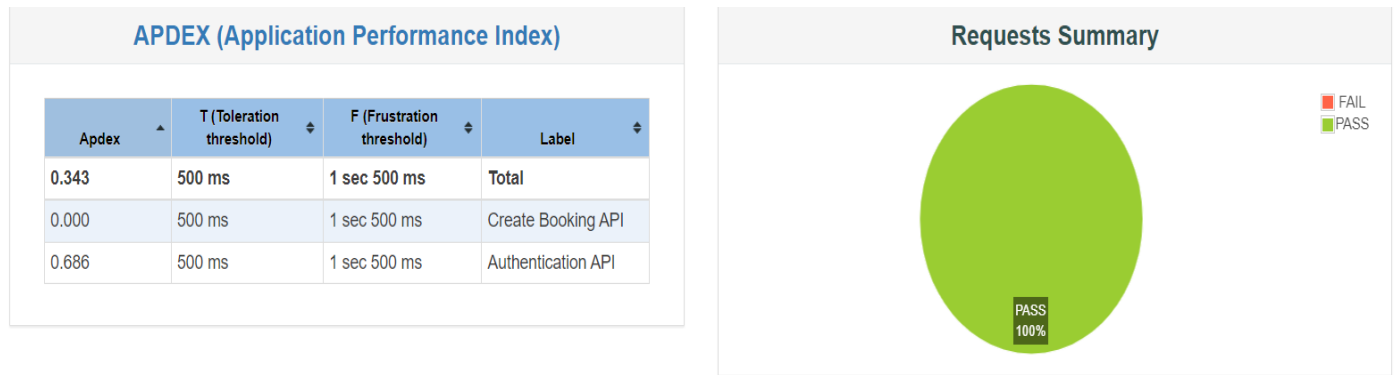 APDEX (Application Performance Index)
Apdex
T (Toleration
threshold)
F (Frustration
threshold)
Label
0.343 500 ms 1 sec 500 ms Total
0.000 500 ms 1 sec 500 ms Create Booking API
0.686 500 ms 1 sec 500 ms Authentication API
Requests Summary
FAIL
PASS
PASS
100%